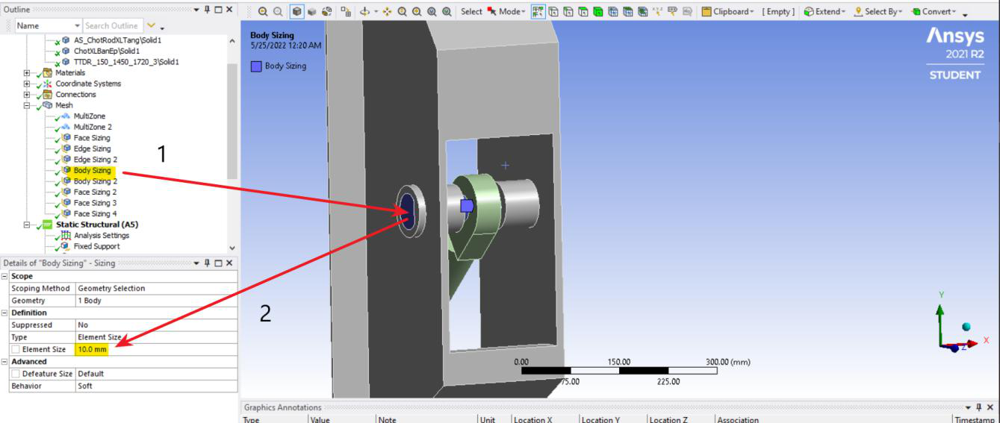 Outline
Select Mode Clipboard [ Empty ] Extend Select By Convert
Name Search Outline
AS_ChotRodXLTang\Solid1
ChotXLBanEp\Solid1
TTDR_150_1450_1720_3\Solid1
Materials
Coordinate Systems
Connections
Mesh
MultiZone
MultiZone 2
Face Sizing
Edge Sizing
Edge Sizing 2
Body Sizing
Body Sizing 2
Face Sizing 2
Face Sizing 3
Face Sizing 4
Static Structural (A5)
Analysis Settings
Fixed Support
1
Details of "Body Sizing" - Sizing
Scope
Scoping Method Geometry Selection
Geometry 1 Body
Definition
Suppressed No
Type Element Size
Element Size 10.0 mm
Advanced
Defeature Size Default
Behavior Soft
2
Body Sizing
5/25/2022 12:20 AM
Body Sizing
Ansys
2021 R2
STUDENT
Y
X
Z
0.00 150.00 300.00 (mm)
75.00 225.00
Graphics Annotations
Type Value Note Unit Location X Location Y Location Z Association Timestamp